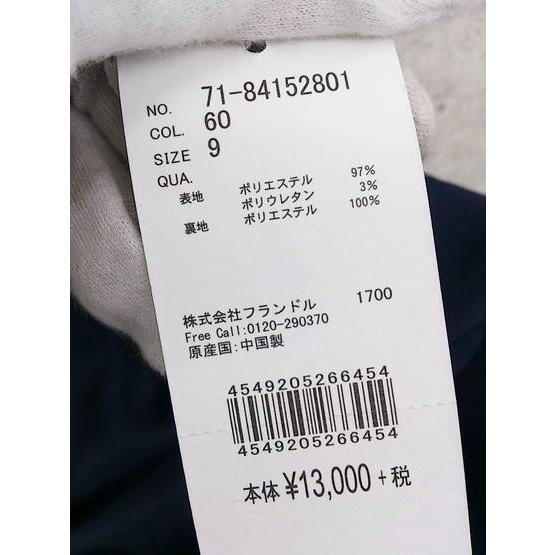 NO. 71-84152801
COL. 60
SIZE 9
QUA.
表地 ポリエステル 97%
ポリウレタン 3%
裏地 ポリエステル 100%
株式会社フランドル 1700
Free Call:0120-290370
原産国:中国製
4549205266454
4549205266454
本体 ¥13,000 +税